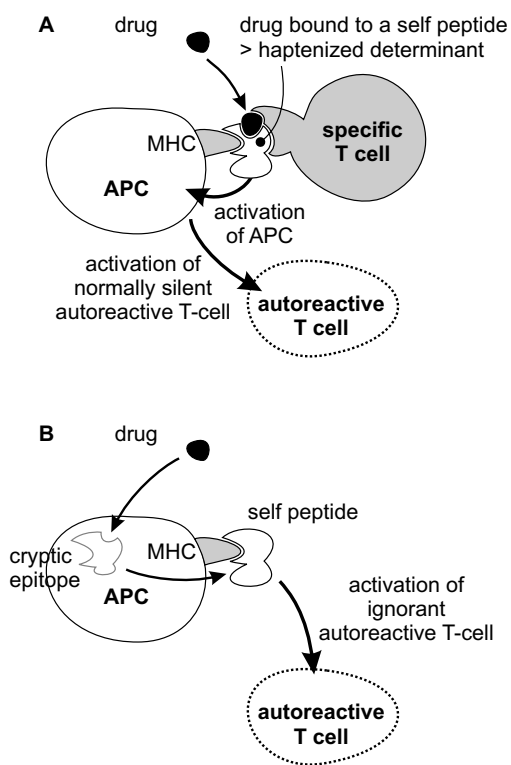 A
drug
drug bound to a self peptide
> haptenized determinant
MHC
specific
T cell
APC
activation
of APC
activation of
normally silent
autoreactive T-cell
autoreactive
T cell
B
drug
self peptide
cryptic
epitope
MHC
APC
activation of
ignorant
autoreactive T-cell
autoreactive
T cell